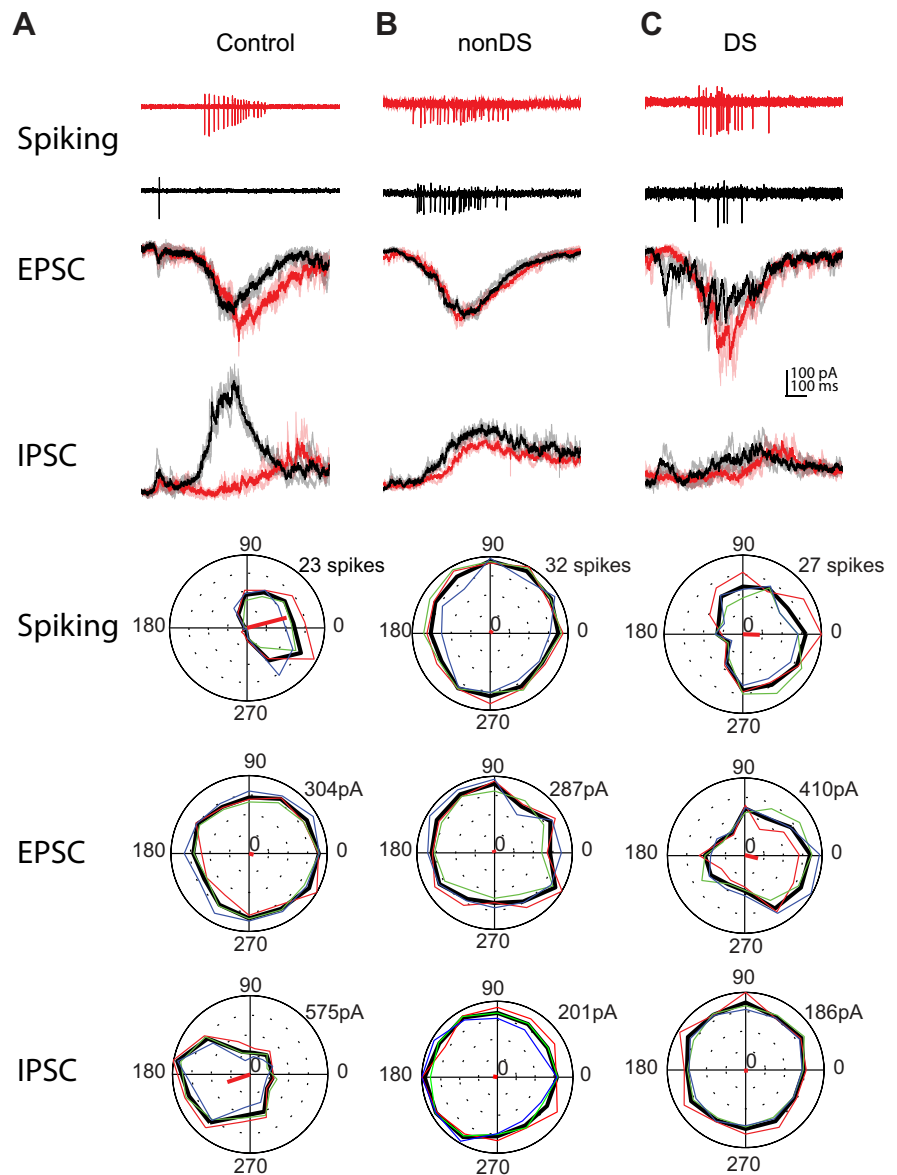 A B C
Control nonDS DS
Spiking
EPSC
100 pA
100 ms
IPSC
90 90 90
23 spikes 32 spikes 27 spikes
Spiking
180 0 180 0 0 180 0 0
270 270 270
90 90 90
304pA 287pA 410pA
EPSC
180 0 0 180 0 0 180 0 0
270 270 270
90 90 90
575pA 201pA 186pA
IPSC
180 0 0 180 0 0 180 0 0
270 270 270